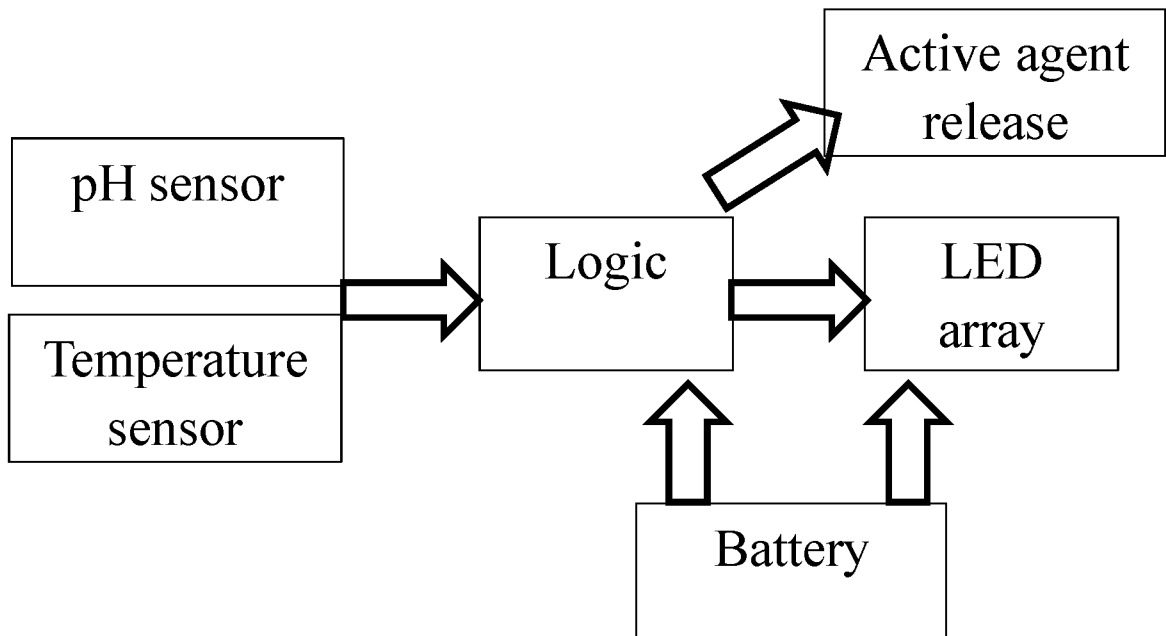 Active agent
release
pH sensor
Logic
LED
array
Temperature
sensor
Battery